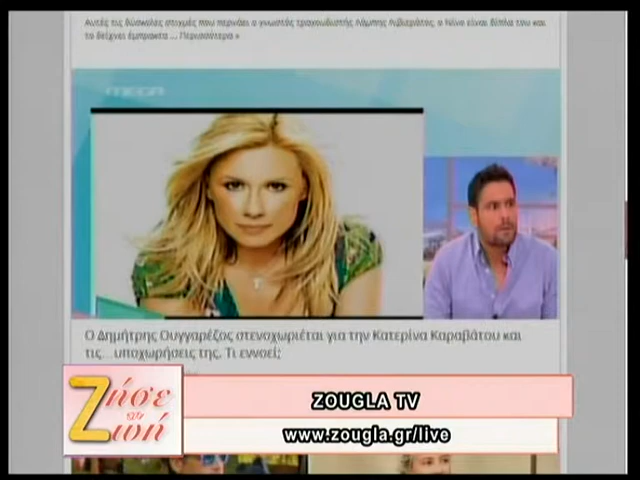 Αυτές τις δύσκολες στιγμές που περνάει ο γνωστός τραγουδιστής Λάμπης Λιβιεράτος, ο Νίνο είναι δίπλα του και
το δείχνει έμπρακτα ... Περισσότερα »
MEGA
Ο Δημήτρης Ουγγαρέζος στενοχωριέται για την Κατερίνα Καραβάτου και
τις...υποχωρήσεις της. Τι εννοεί;
Ζήσε
την
Ζωή
ZOUGLA TV
www.zougla.gr/live